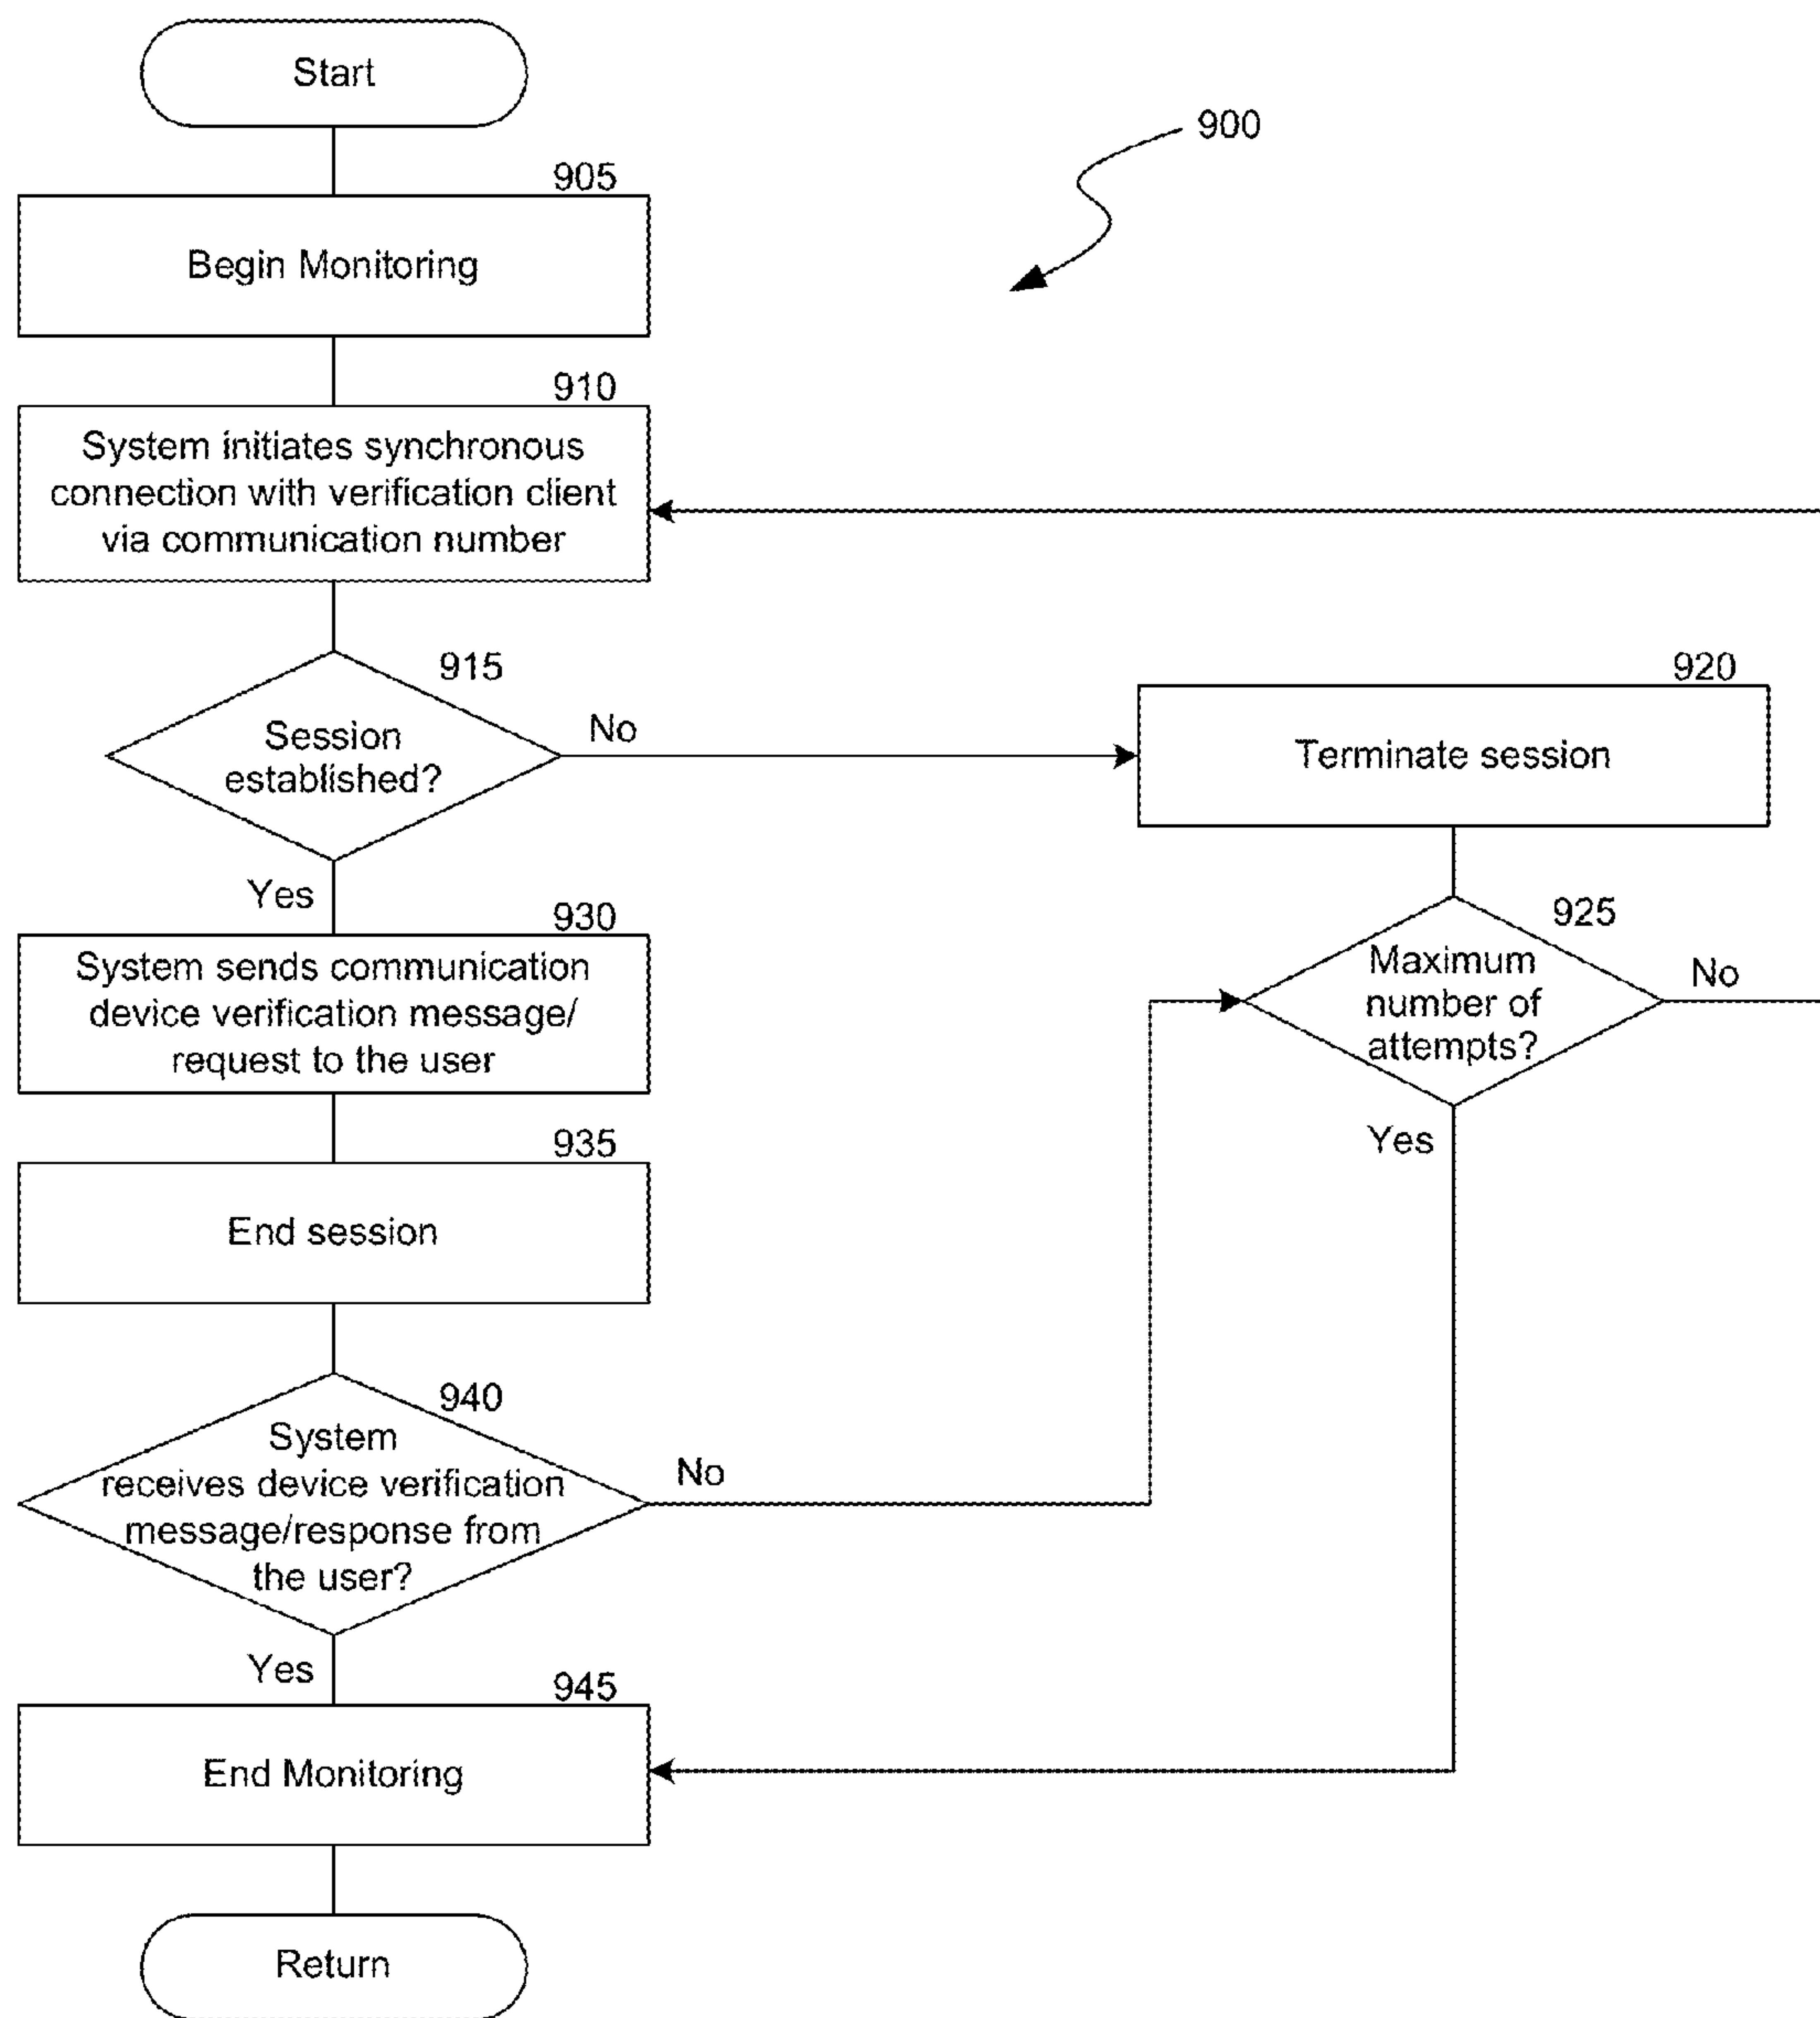 Start
900
905
Begin Monitoring
910
System initiates synchronous
connection with verification client
via communication number
915
Session
established?
No
920
Terminate session
Yes
925
Maximum
number of
attempts?
No
930
System sends communication
device verification message/
request to the user
Yes
935
End session
940
System
receives device verification
message/response from
the user?
No
Yes
945
End Monitoring
Return